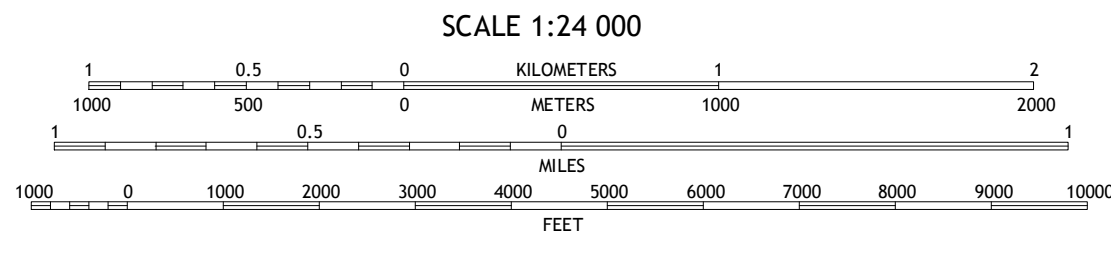 SCALE 1:24 000
1 0.5 0 KILOMETERS 1 2
1000 500 0 METERS 1000 2000
1 0.5 0 1
MILES
1000 0 1000 2000 3000 4000 5000 6000 7000 8000 9000 10000
FEET